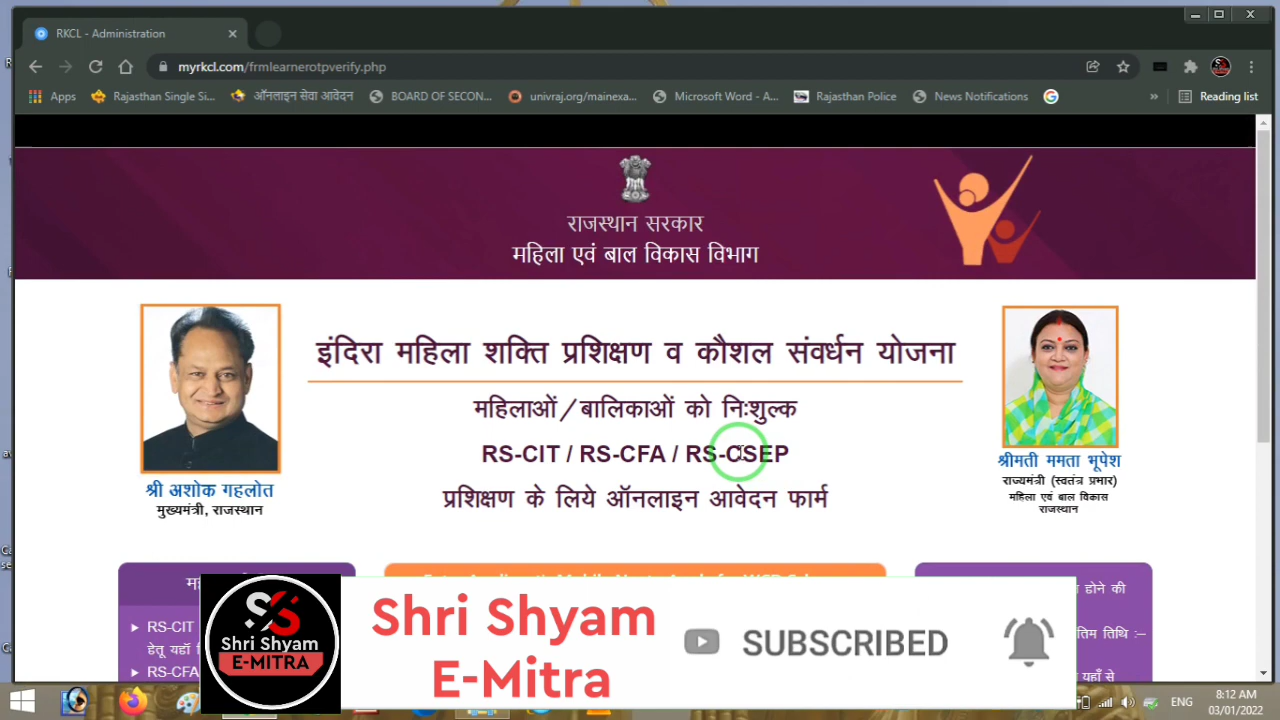 RKCL - Administration
myrkcl.com/frmlearnerotpverify.php
Apps
Rajasthan Single Si...
ऑनलाइन सेवा आवेदन
BOARD OF SECON...
univraj.org/mainexa...
Microsoft Word - A...
Rajasthan Police
News Notifications
»
Reading list
राजस्थान सरकार
महिला एवं बाल विकास विभाग
इंदिरा महिला शक्ति प्रशिक्षण व कौशल संवर्धन योजना
महिलाओं/बालिकाओं को निःशुल्क
RS-CIT / RS-CFA / RS-CSEP
प्रशिक्षण के लिये ऑनलाइन आवेदन फार्म
श्री अशोक गहलोत
मुख्यमंत्री, राजस्थान
श्रीमती ममता भूपेश
राज्यमंत्री (स्वतंत्र प्रभार)
महिला एवं बाल विकास
राजस्थान
RS-CIT
हेतू यहाँ
RS-CFA
होने की
तिथि :–
यहाँ से
Shri Shyam
E-MITRA
Shri Shyam
E-Mitra
SUBSCRIBED
ENG
8:12 AM
03/01/2022